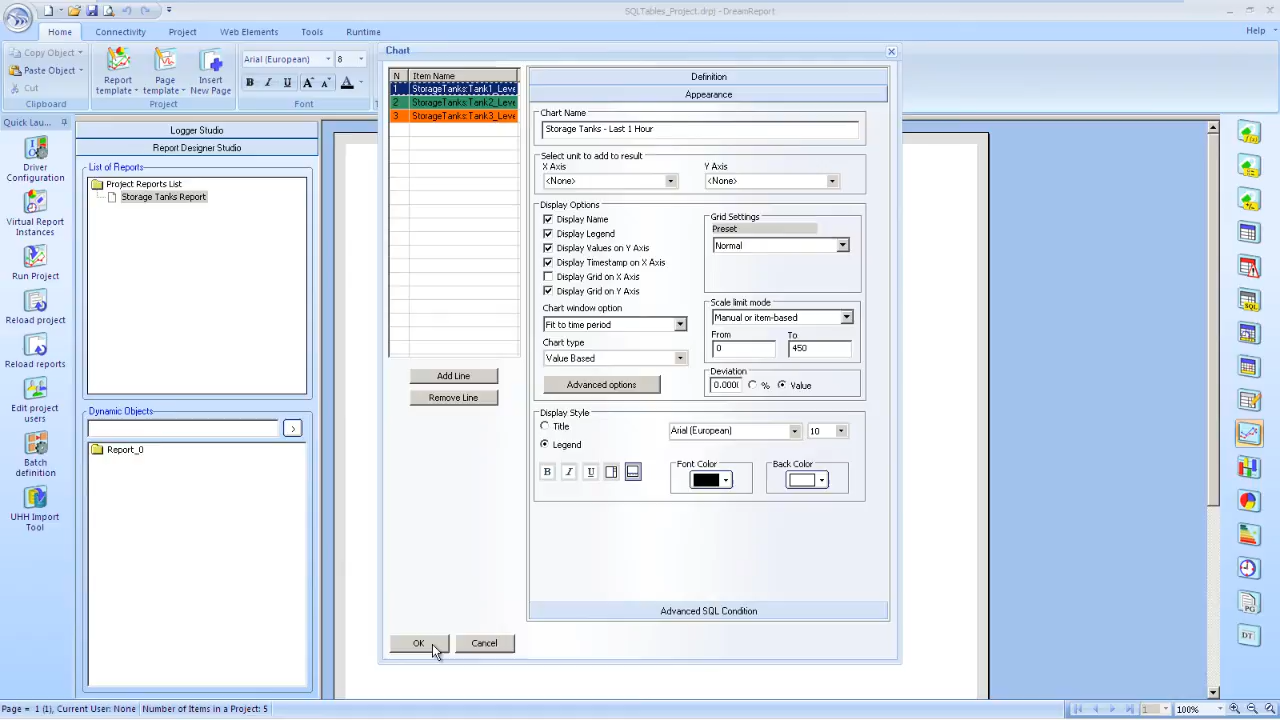 SQLTables_Project.drp) - DreamReport
Home Connectivity Project Web Elements Tools Runtime Help
Copy Object
Paste Object
Cut
Clipboard
Report template
Page template
Insert New Page
Project
Arial (European) 8
B I U A A A
Font
Quick Lau...
Driver Configuration
Virtual Report Instances
Run Project
Reload project
Reload reports
Edit project users
Batch definition
UHH Import Tool
Logger Studio
Report Designer Studio
List of Reports
Project Reports List
Storage Tanks Report
Dynamic Objects
>
Report_0
Chart
N Item Name
1 StorageTanks:Tank1_Leve
2 StorageTanks:Tank2_Leve
3 StorageTanks:Tank3_Leve
Add Line
Remove Line
OK Cancel
Definition
Appearance
Chart Name
Storage Tanks - Last 1 Hour
Select unit to add to result
X Axis Y Axis
<None> <None>
Display Options
Display Name
Display Legend
Display Values on Y Axis
Display Timestamp on X Axis
Display Grid on X Axis
Display Grid on Y Axis
Chart window option
Fit to time period
Chart type
Value Based
Advanced options
Grid Settings
Preset
Normal
Scale limit mode
Manual or item-based
From To
0 450
Deviation
0.000( % Value
Display Style
Title
Legend
Arial (European) 10
B I U
Font Color Back Color
Advanced SQL Condition
SQL
PG
DT
Page = 1 (1), Current User: None Number of Items in a Project: 5
1 100%